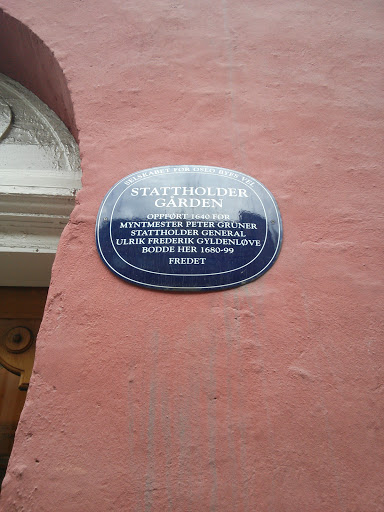 SELSKABET FOR OSLO BYES VEL
STATTHOLDER
GÅRDEN
OPPFØRT 1640 FOR
MYNTMESTER PETER GRÜNER
STATTHOLDER GENERAL
ULRIK FREDERIK GYLDENLØVE
BODDE HER 1680-99
FREDET